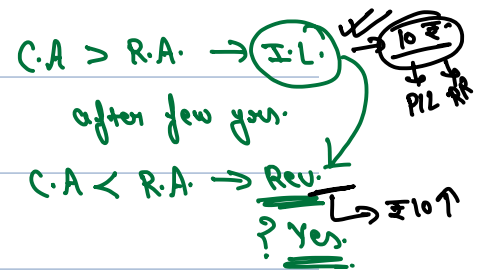 C.A > R.A. → I.L. → 10 ₹
P/L RR
after few yrs.
C.A < R.A. → Rev. → ₹10 ↑
? Yes.